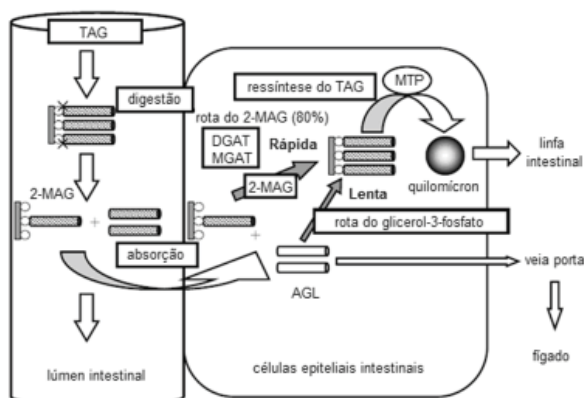 TAG
digestão
2-MAG
absorção
lúmen intestinal
ressíntese do TAG
MTP
rota do 2-MAG (80%)
DGAT
MGAT
Rápida
2-MAG
Lenta
quilomícron
rota do glicerol-3-fosfato
AGL
células epiteliais intestinais
linfa
intestinal
veia porta
fígado